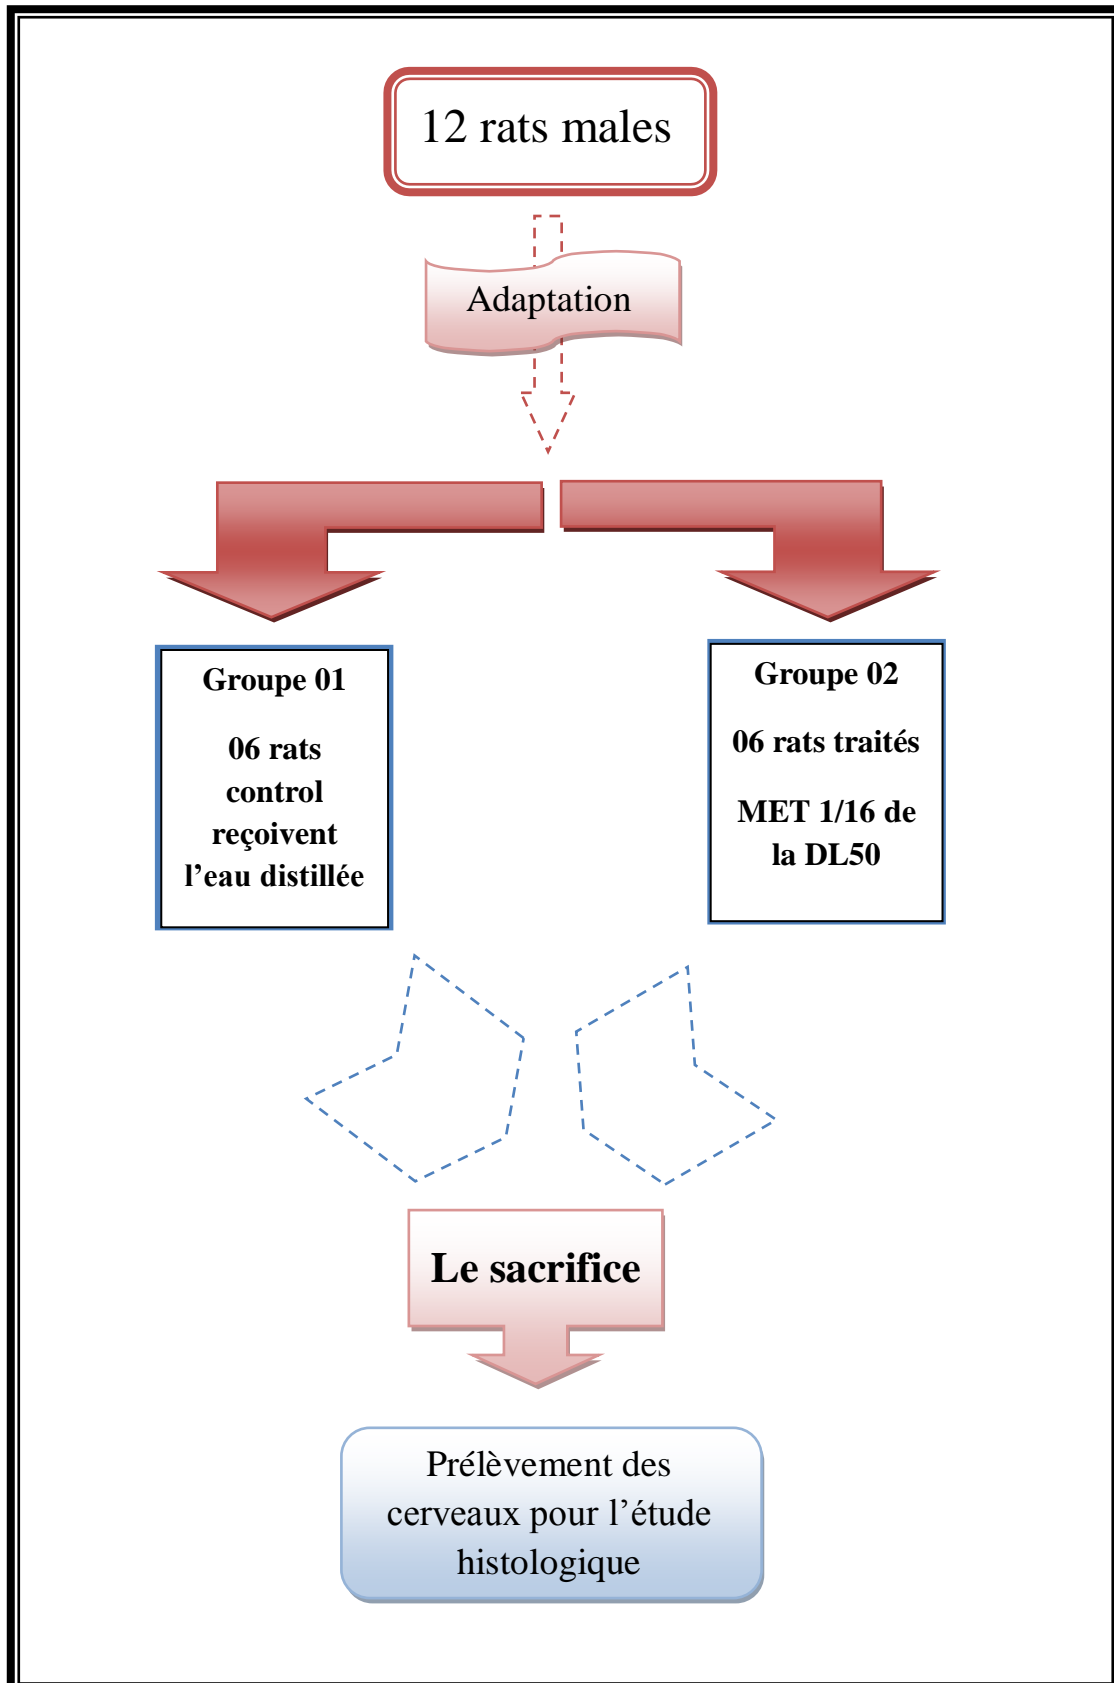 12 rats males
Adaptation
Groupe 01
06 rats
control
reçoivent
l’eau distillée
Groupe 02
06 rats traités
MET 1/16 de
la DL50
Le sacrifice
Prélèvement des
cerveaux pour l’étude
histologique